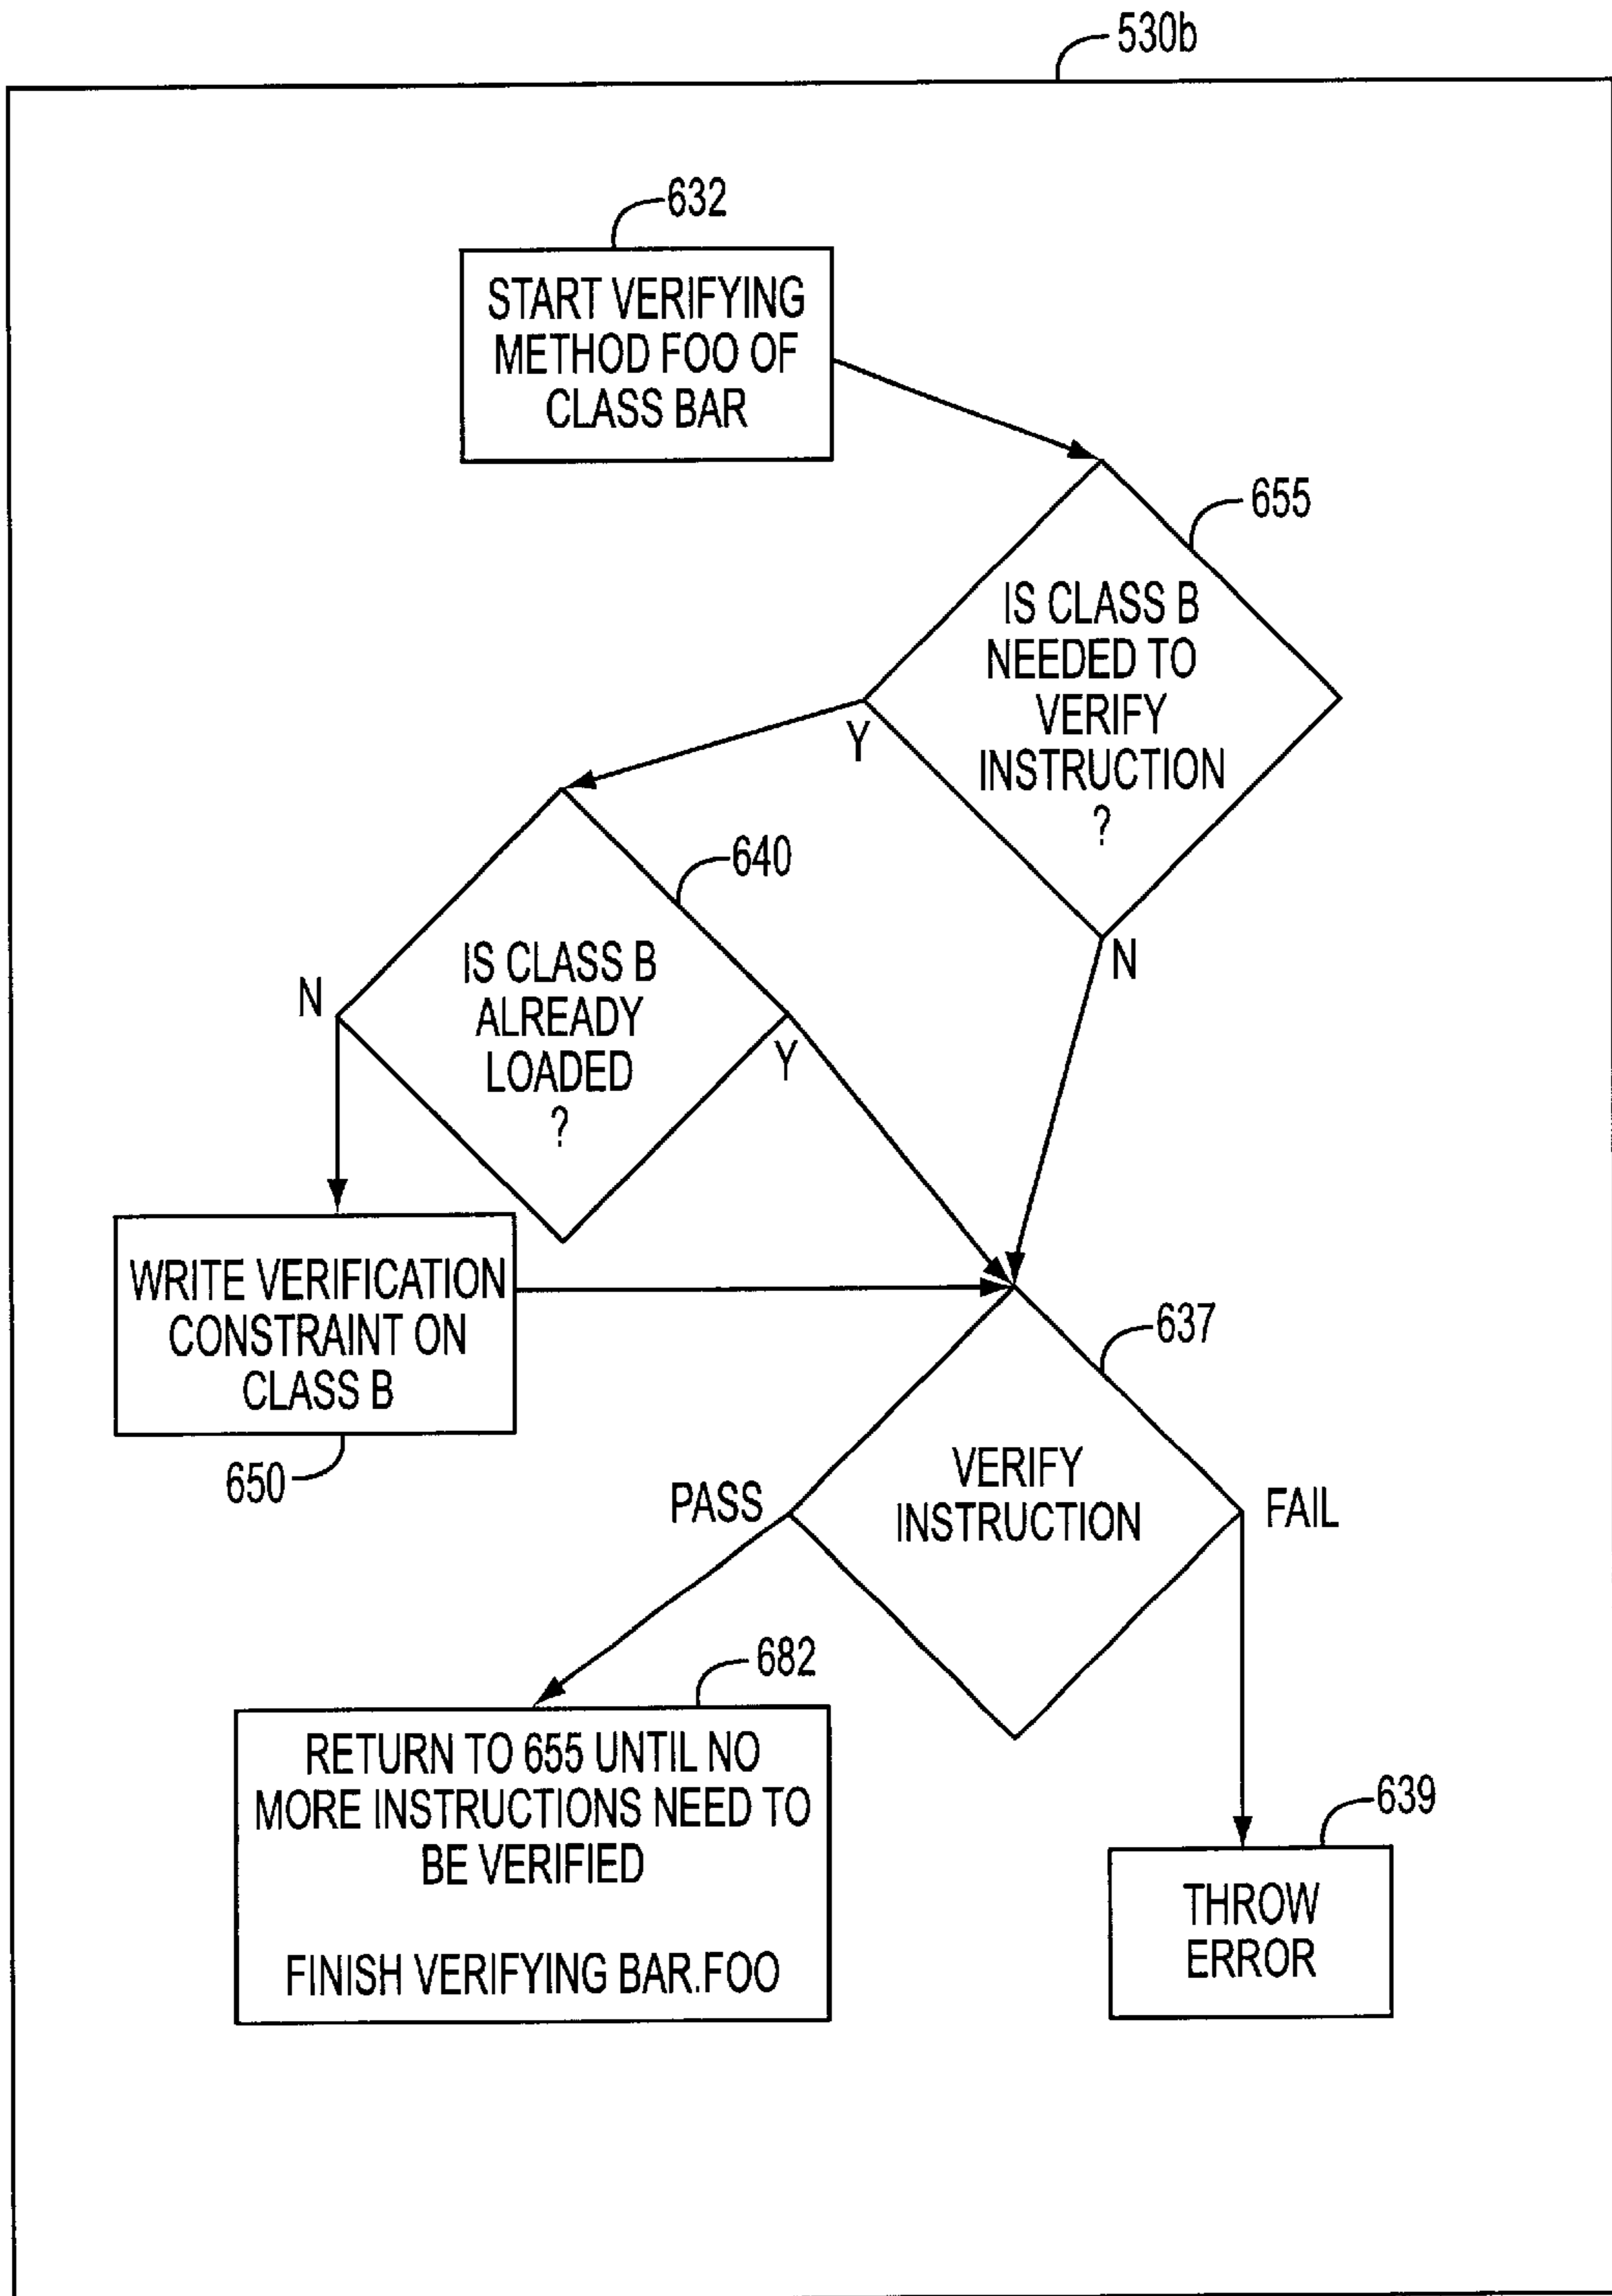 530b
632
START VERIFYING
METHOD FOO OF
CLASS BAR
655
IS CLASS B
NEEDED TO
VERIFY
INSTRUCTION
?
Y
N
640
IS CLASS B
ALREADY
LOADED
?
N
Y
WRITE VERIFICATION
CONSTRAINT ON
CLASS B
650
637
VERIFY
INSTRUCTION
PASS
FAIL
682
RETURN TO 655 UNTIL NO
MORE INSTRUCTIONS NEED TO
BE VERIFIED
FINISH VERIFYING BAR.FOO
639
THROW
ERROR